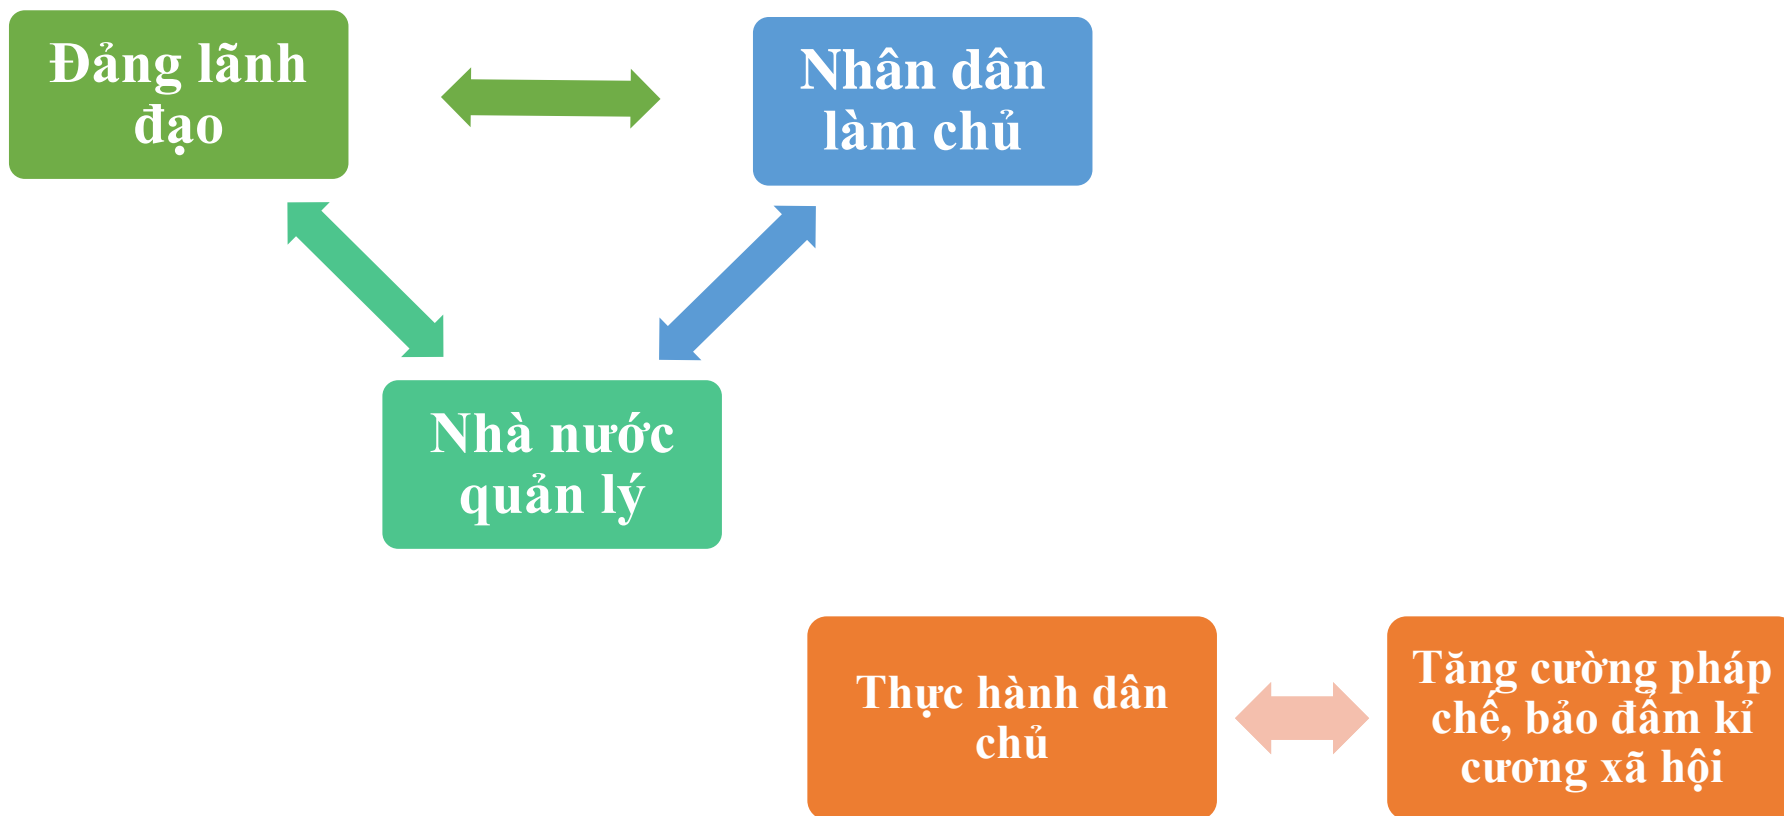 Đảng lãnh
đạo
Nhân dân
làm chủ
Nhà nước
quản lý
Thực hành dân
chủ
Tăng cường pháp
chế, bảo đảm kỉ
cương xã hội